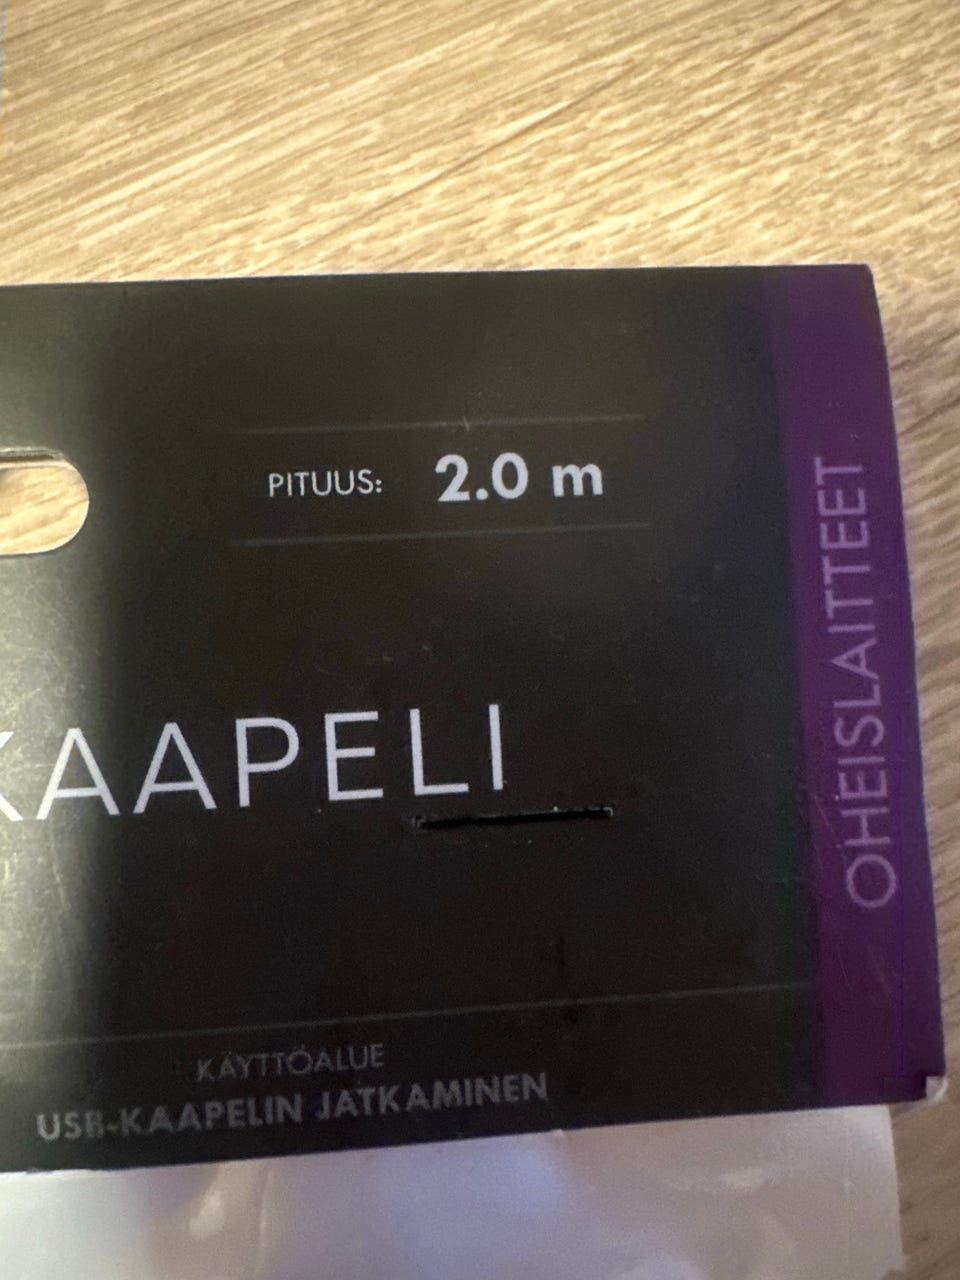 PITUUS: 2.0 m
KAAPELI
KÄYTTÖALUE
USB-KAAPELIN JATKAMINEN
OHEISLAITTEET